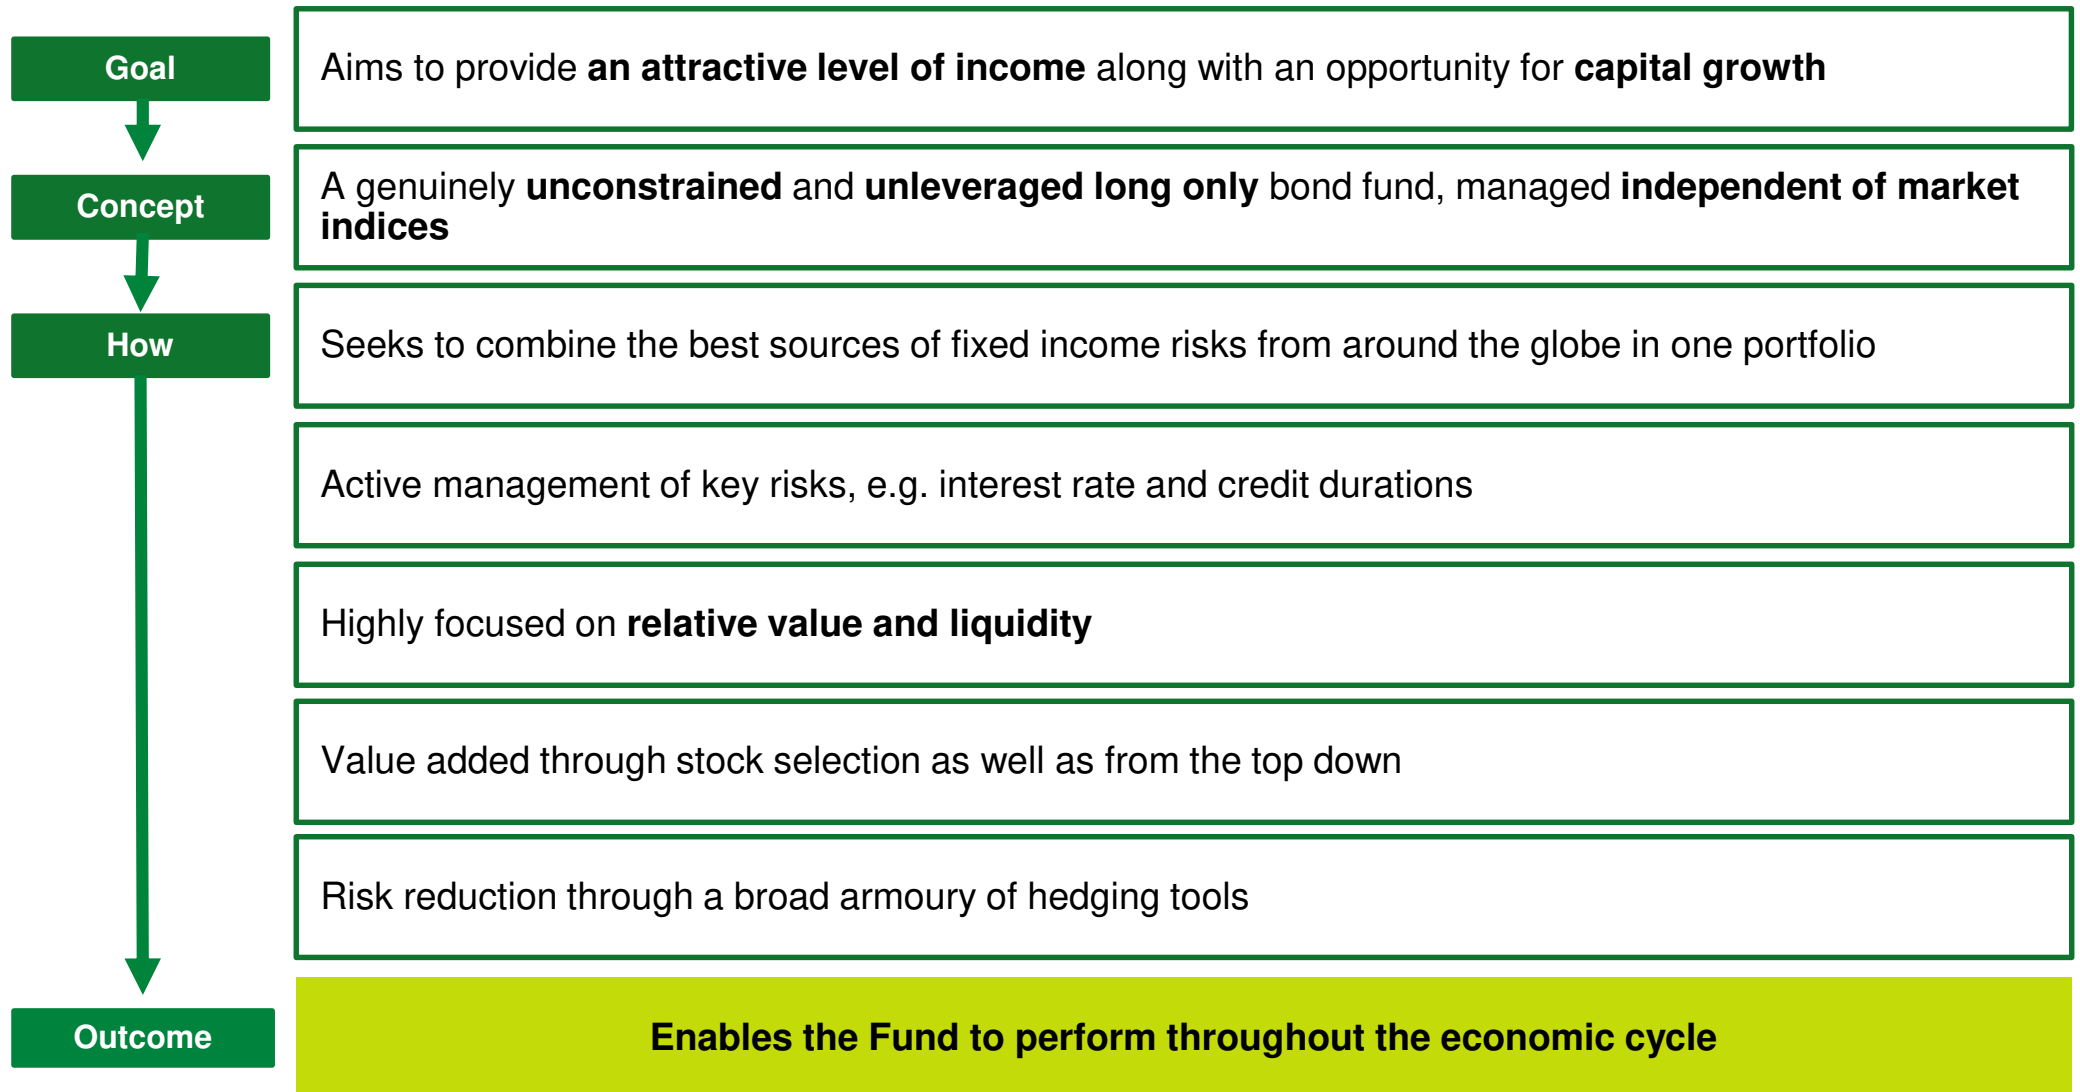 Goal
Aims to provide an attractive level of income along with an opportunity for capital growth
Concept
A genuinely unconstrained and unleveraged long only bond fund, managed independent of market
indices
How
Seeks to combine the best sources of fixed income risks from around the globe in one portfolio
Active management of key risks, e.g. interest rate and credit durations
Highly focused on relative value and liquidity
Value added through stock selection as well as from the top down
Risk reduction through a broad armoury of hedging tools
Outcome
Enables the Fund to perform throughout the economic cycle